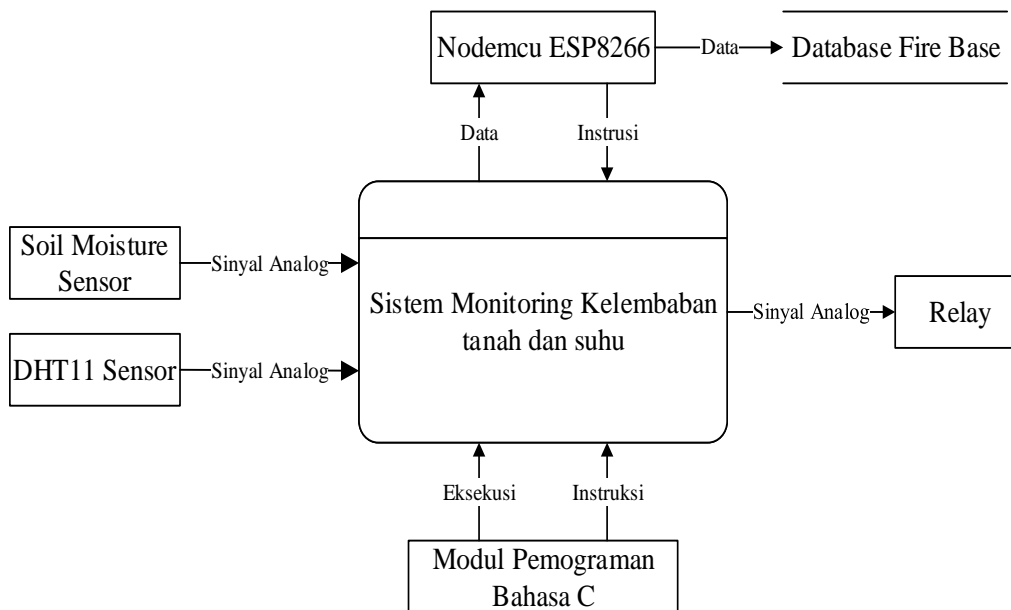 Nodemcu ESP8266
Data
Database Fire Base
Data
Instrusi
Soil Moisture
Sensor
Sinyal Analog
Sistem Monitoring Kelembaban
tanah dan suhu
Sinyal Analog
Relay
DHT11 Sensor
Sinyal Analog
Eksekusi
Instruksi
Modul Pemograman
Bahasa C